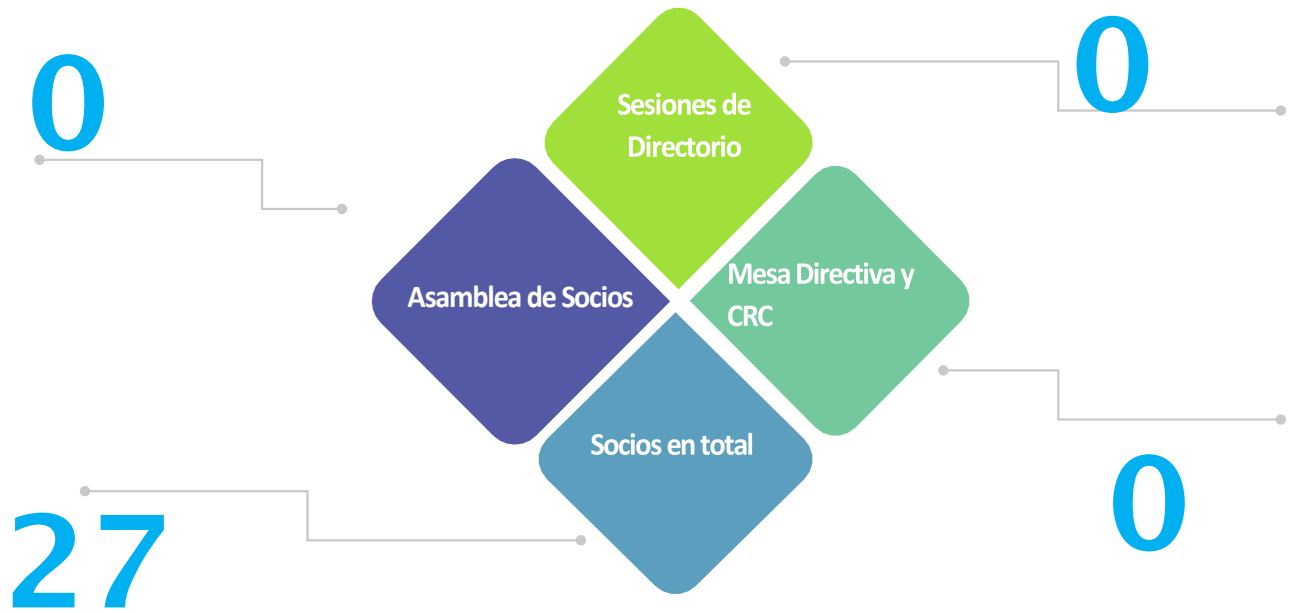 0
0
Sesiones de
Directorio
Asamblea de Socios
Mesa Directiva y
CRC
Socios en total
27
0